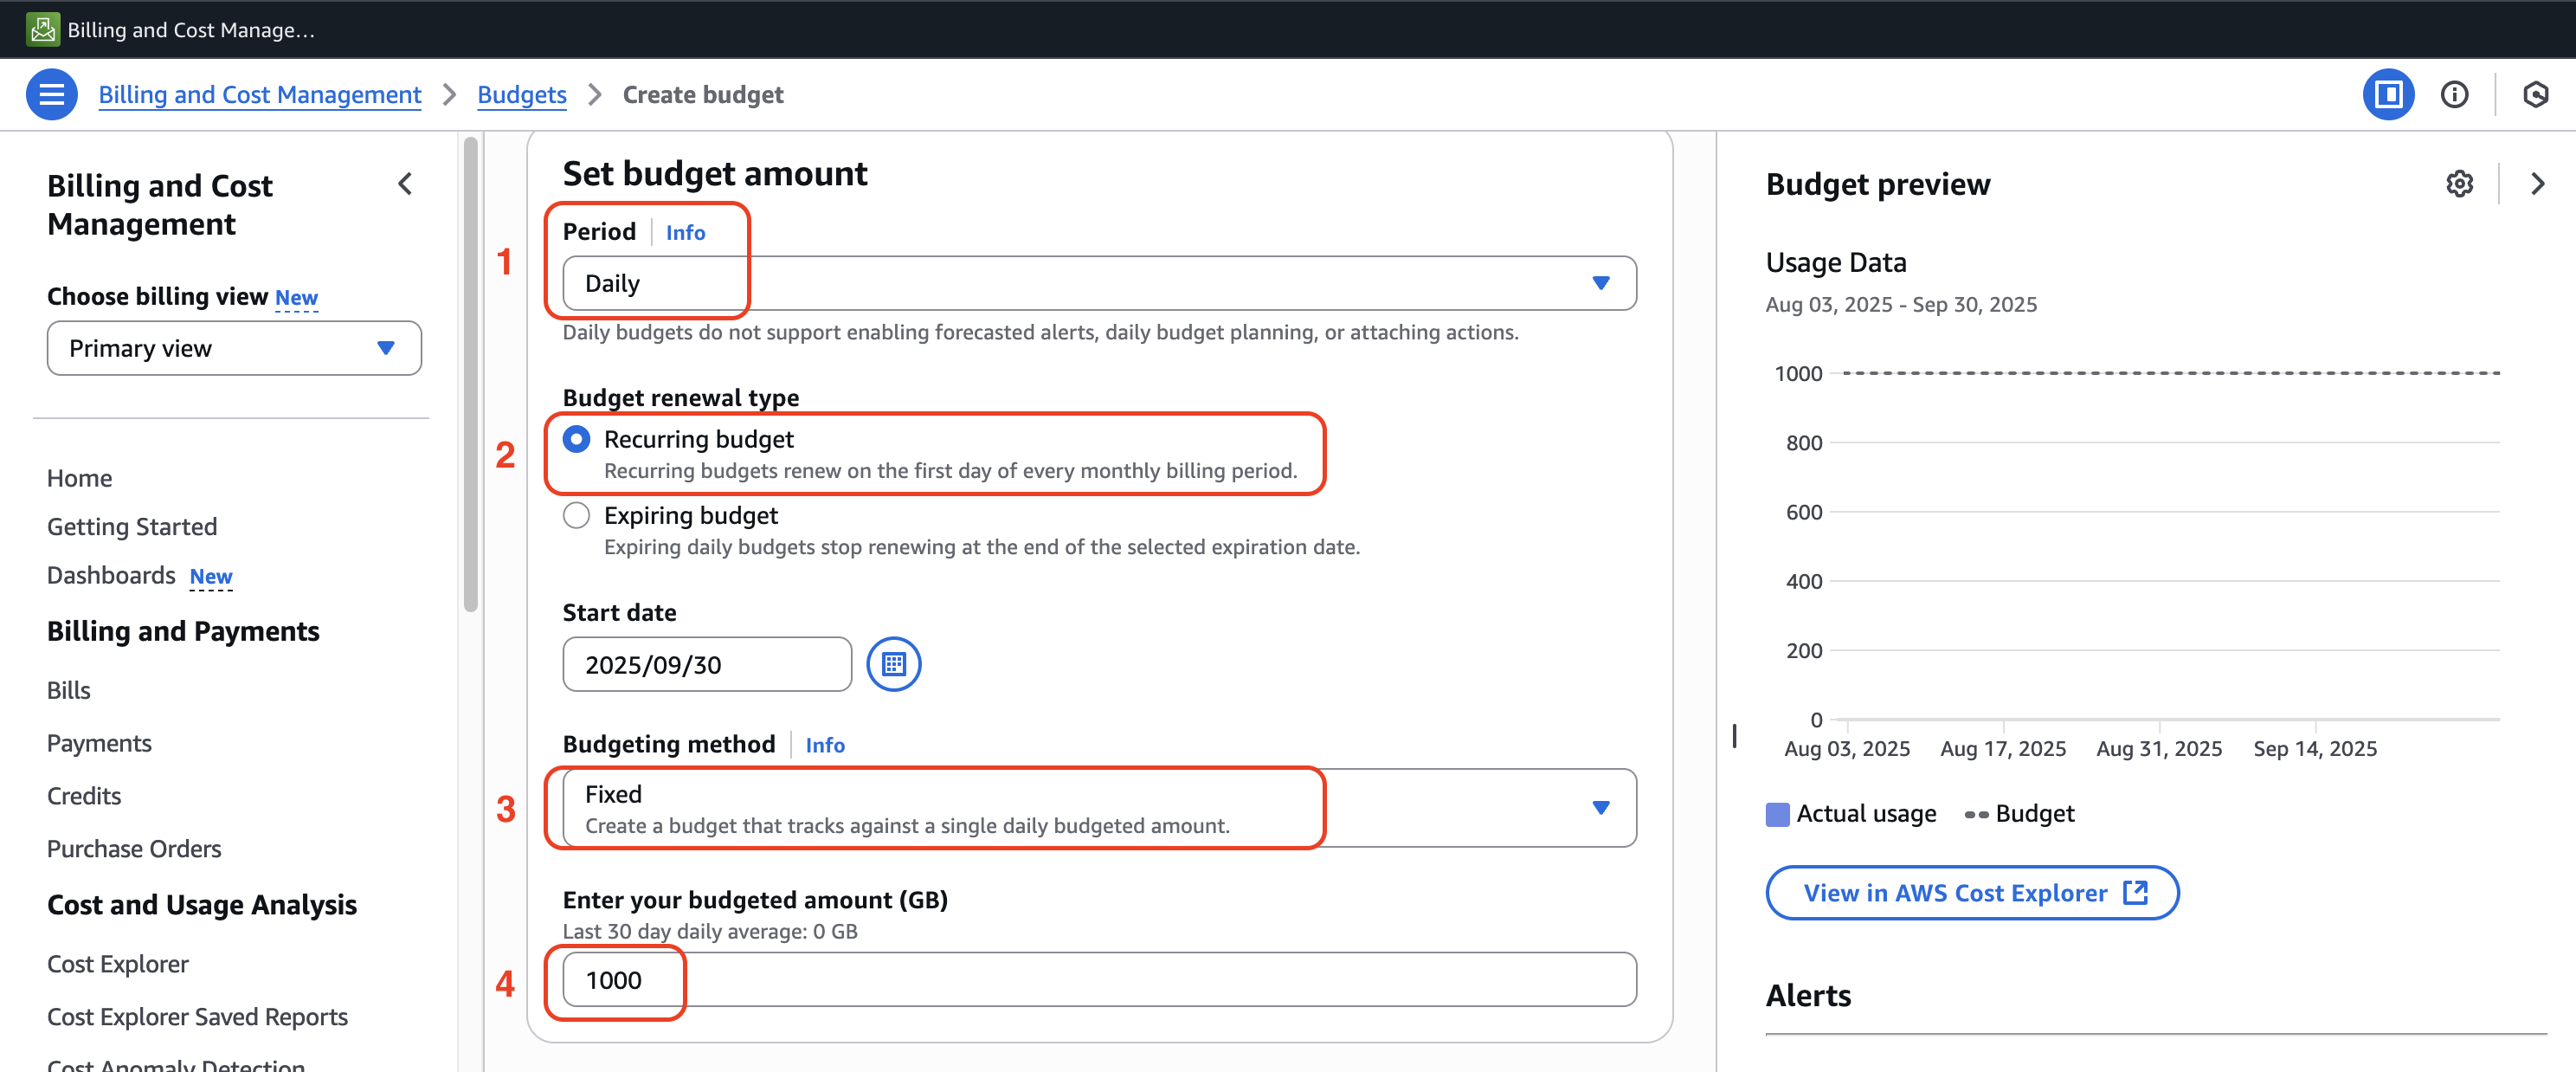 Billing and Cost Manage...
Billing and Cost Management > Budgets > Create budget
Billing and Cost
Management
Choose billing view New
Primary view
Home
Getting Started
Dashboards New
Billing and Payments
Bills
Payments
Credits
Purchase Orders
Cost and Usage Analysis
Cost Explorer
Cost Explorer Saved Reports
Cost Anomaly Detection
Set budget amount
1
Period Info
Daily
Daily budgets do not support enabling forecasted alerts, daily budget planning, or attaching actions.
Budget renewal type
2
Recurring budget
Recurring budgets renew on the first day of every monthly billing period.
Expiring budget
Expiring daily budgets stop renewing at the end of the selected expiration date.
Start date
2025/09/30
Budgeting method Info
3
Fixed
Create a budget that tracks against a single daily budgeted amount.
Enter your budgeted amount (GB)
Last 30 day daily average: 0 GB
4
1000
Budget preview
Usage Data
Aug 03, 2025 - Sep 30, 2025
1000
800
600
400
200
0
Aug 03, 2025 Aug 17, 2025 Aug 31, 2025 Sep 14, 2025
Actual usage Budget
View in AWS Cost Explorer
Alerts